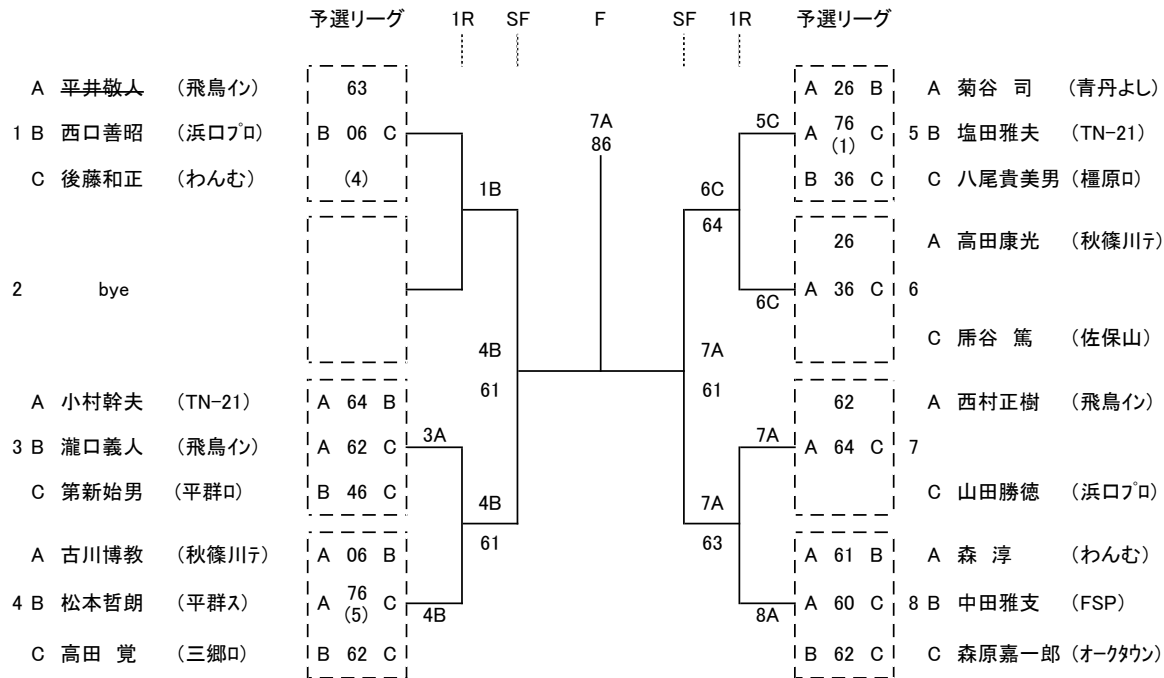 予選リーグ 1R SF F SF 1R 予選リーグ
A 平井敬人 (飛鳥イン) 63
1 B 西口善昭 (浜口プロ) B 06 C
C 後藤和正 (わんむ) (4)
1B
2 bye
4B
61
A 小村幹夫 (TN-21) A 64 B
3 B 瀧口義人 (飛鳥イン) A 62 C 3A
C 第新始男 (平群ロ) B 46 C
4B
61
A 古川博教 (秋篠川テ) A 06 B
4 B 松本哲朗 (平群ス) A 76 (5) C 4B
C 高田 覚 (三郷ロ) B 62 C
7A
86
A 26 B A 菊谷 司 (青丹よし)
5C A 76 (1) C 5 B 塩田雅夫 (TN-21)
B 36 C C 八尾貴美男 (橿原ロ)
6C
64
26 A 高田康光 (秋篠川テ)
6C A 36 C 6
C 乕谷 篤 (佐保山)
7A
61
62 A 西村正樹 (飛鳥イン)
7A A 64 C 7
C 山田勝徳 (浜口プロ)
7A
63
A 61 B A 森 淳 (わんむ)
8A A 60 C 8 B 中田雅支 (FSP)
B 62 C C 森原嘉一郎 (オークタウン)